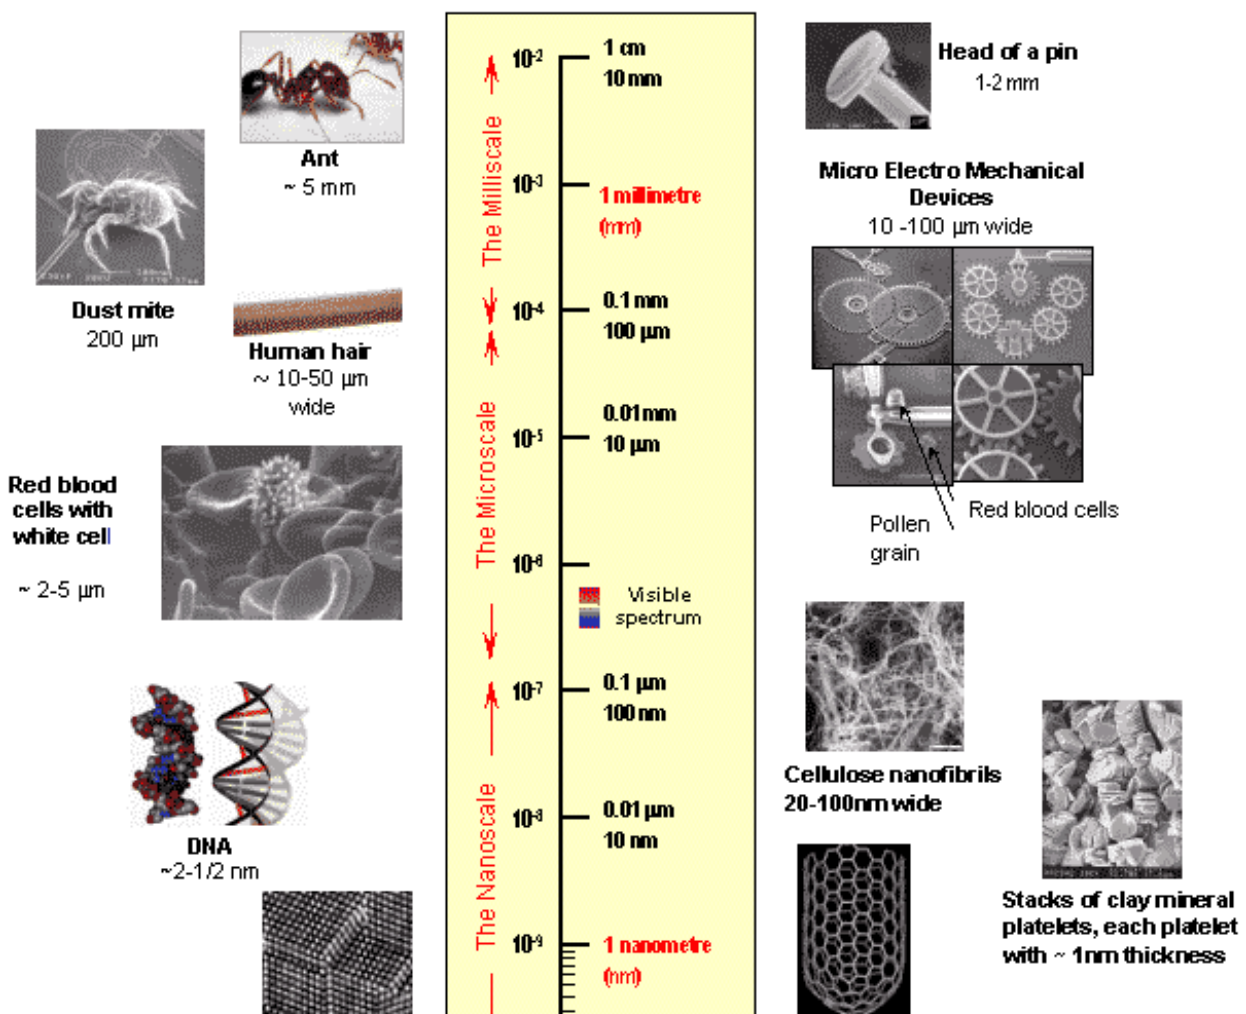 Ant
~ 5 mm
Dust mite
200 µm
Human hair
~ 10-50 µm
wide
Red blood
cells with
white cell
~ 2-5 µm
DNA
~2-1/2 nm
The Milliscale
The Microscale
The Nanoscale
10-2
1 cm
10 mm
10-3
1 millimetre
(mm)
10-4
0.1 mm
100 µm
10-5
0.01 mm
10 µm
10-6
Visible
spectrum
10-7
0.1 µm
100 nm
10-8
0.01 µm
10 nm
10-9
1 nanometre
(nm)
Head of a pin
1-2 mm
Micro Electro Mechanical
Devices
10 -100 µm wide
Pollen
grain
Red blood cells
Cellulose nanofibrils
20-100nm wide
Stacks of clay mineral
platelets, each platelet
with ~ 1nm thickness